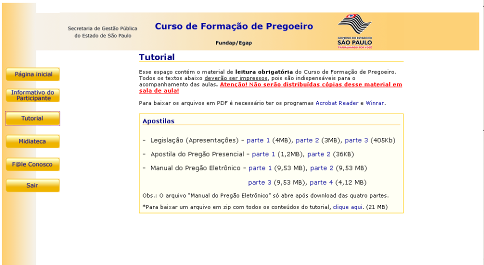 Secretaria de Gestão Pública
do Estado de São Paulo
Curso de Formação de Pregoeiro
Fundap/Egap
SÃO PAULO
Tutorial
Página inicial
Informativo do
Participante
Tutorial
Midiateca
F@le Conosco
Sair
Esse espaço contém o material de leitura obrigatória do Curso de Formação de Pregoeiro.
Todos os textos abaixo deverão ser impressos, pois são indispensáveis para o
acompanhamento das aulas. Atenção! Não serão distribuídas cópias desse material em
sala de aula!
Para baixar os arquivos em PDF é necessário ter os programas Acrobat Reader e Winrar.
Apostilas
- Legislação (Apresentações) - parte 1 (4MB), parte 2 (3MB), parte 3 (405Kb)
- Apostila do Pregão Presencial - parte 1 (1,2MB), parte 2 (36KB)
- Manual do Pregão Eletrônico - parte 1 (9,53 MB), parte 2 (9,53 MB)
parte 3 (9,53 MB), parte 4 (4,12 MB)
Obs.: O arquivo "Manual do Pregão Eletrônico" só abre após download das quatro partes.
*Para baixar um arquivo em zip com todos os conteúdos do tutorial, clique aqui. (21 MB)